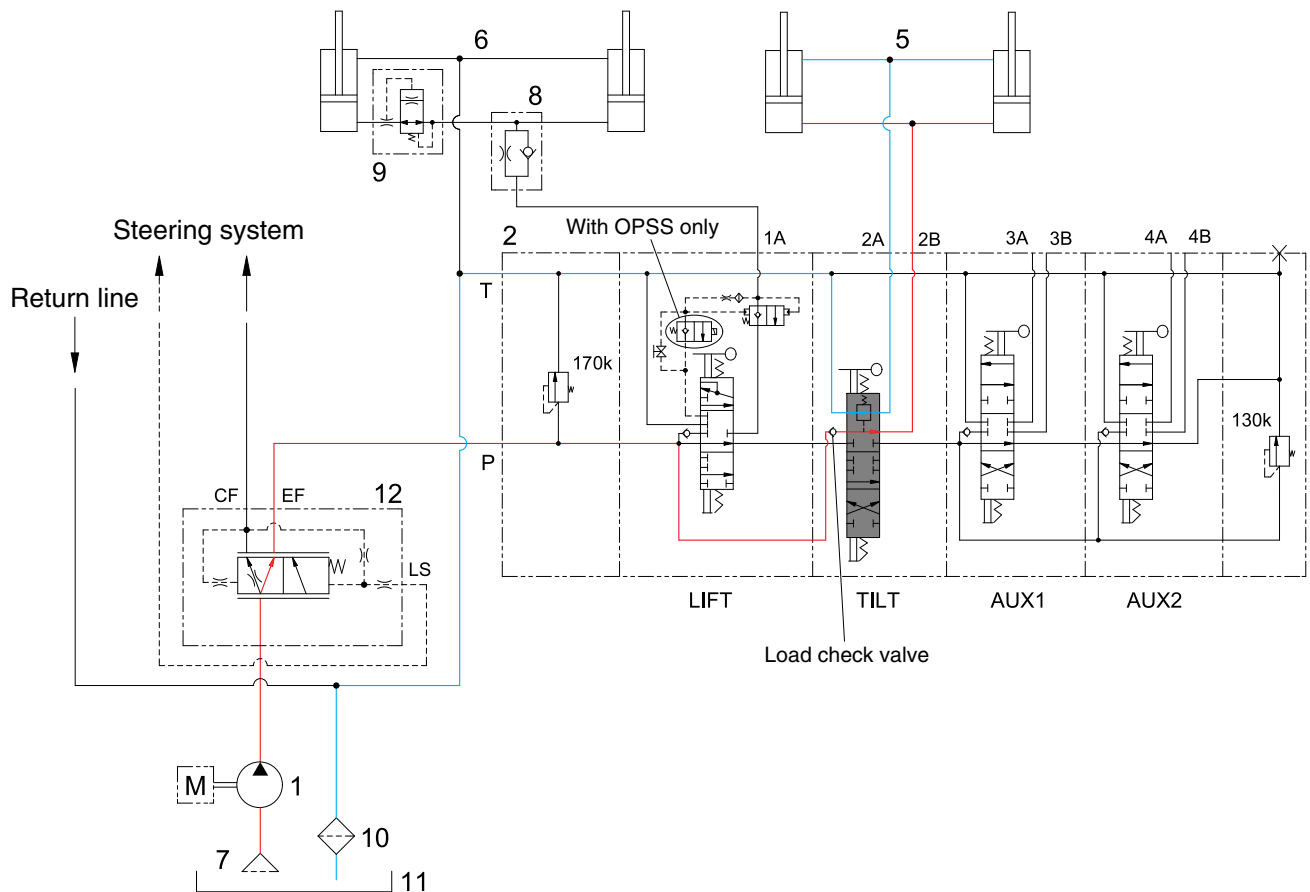 6
5
8
9
Steering system
With OPSS only
2
1A
2A
2B
3A
3B
4A
4B
Return line
T
170k
130k
P
CF
EF
12
LS
LIFT
TILT
AUX1
AUX2
Load check valve
M
1
10
7
11